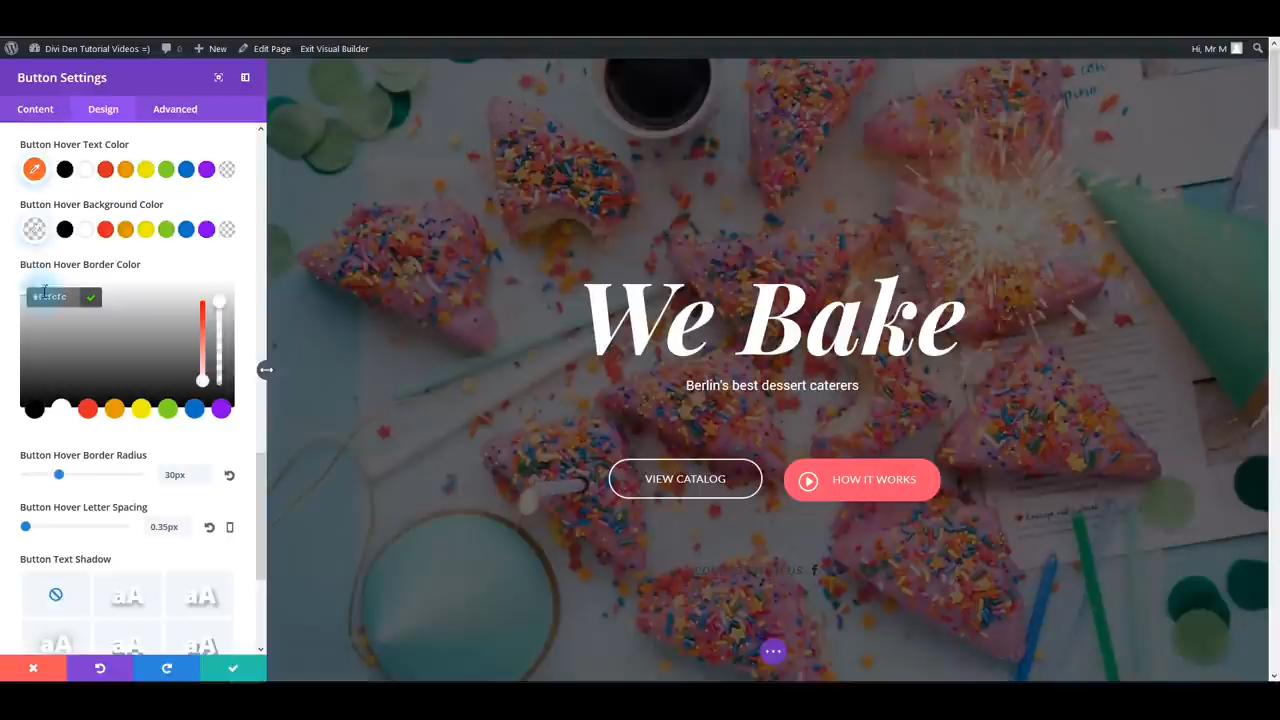 Divi Den Tutorial Videos =) 0 New Edit Page Exit Visual Builder Hi, Mr M
Button Settings
Content Design Advanced
Button Hover Text Color
Button Hover Background Color
Button Hover Border Color
Button Hover Border Radius
30px
Button Hover Letter Spacing
0.35px
Button Text Shadow
aA aA
aA aA aA
We Bake
Berlin's best dessert caterers
VIEW CATALOG HOW IT WORKS